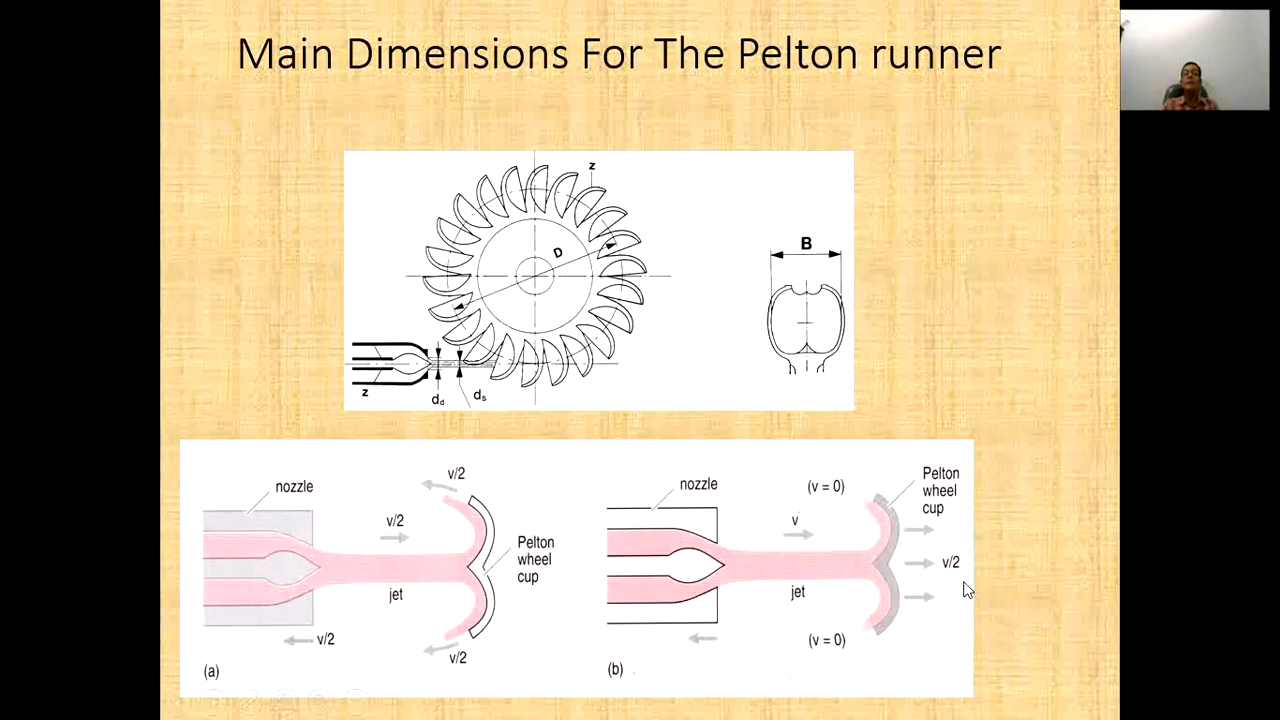 Main Dimensions For The Pelton runner
z
D
B
z
d_d
d_s
nozzle
v/2
v/2
jet
Pelton
wheel
cup
v/2
v/2
(a)
nozzle
(v = 0)
v
jet
Pelton
wheel
cup
v/2
(v = 0)
(b)